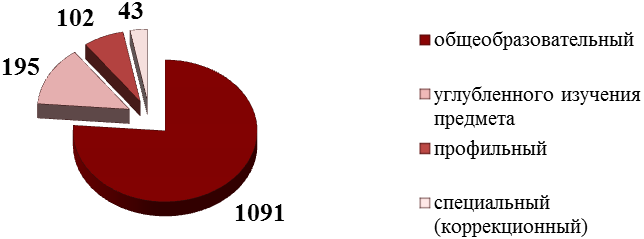 102
43
195
1091
общеобразовательный
углубленного изучения
предмета
профильный
специальный
(коррекционный)